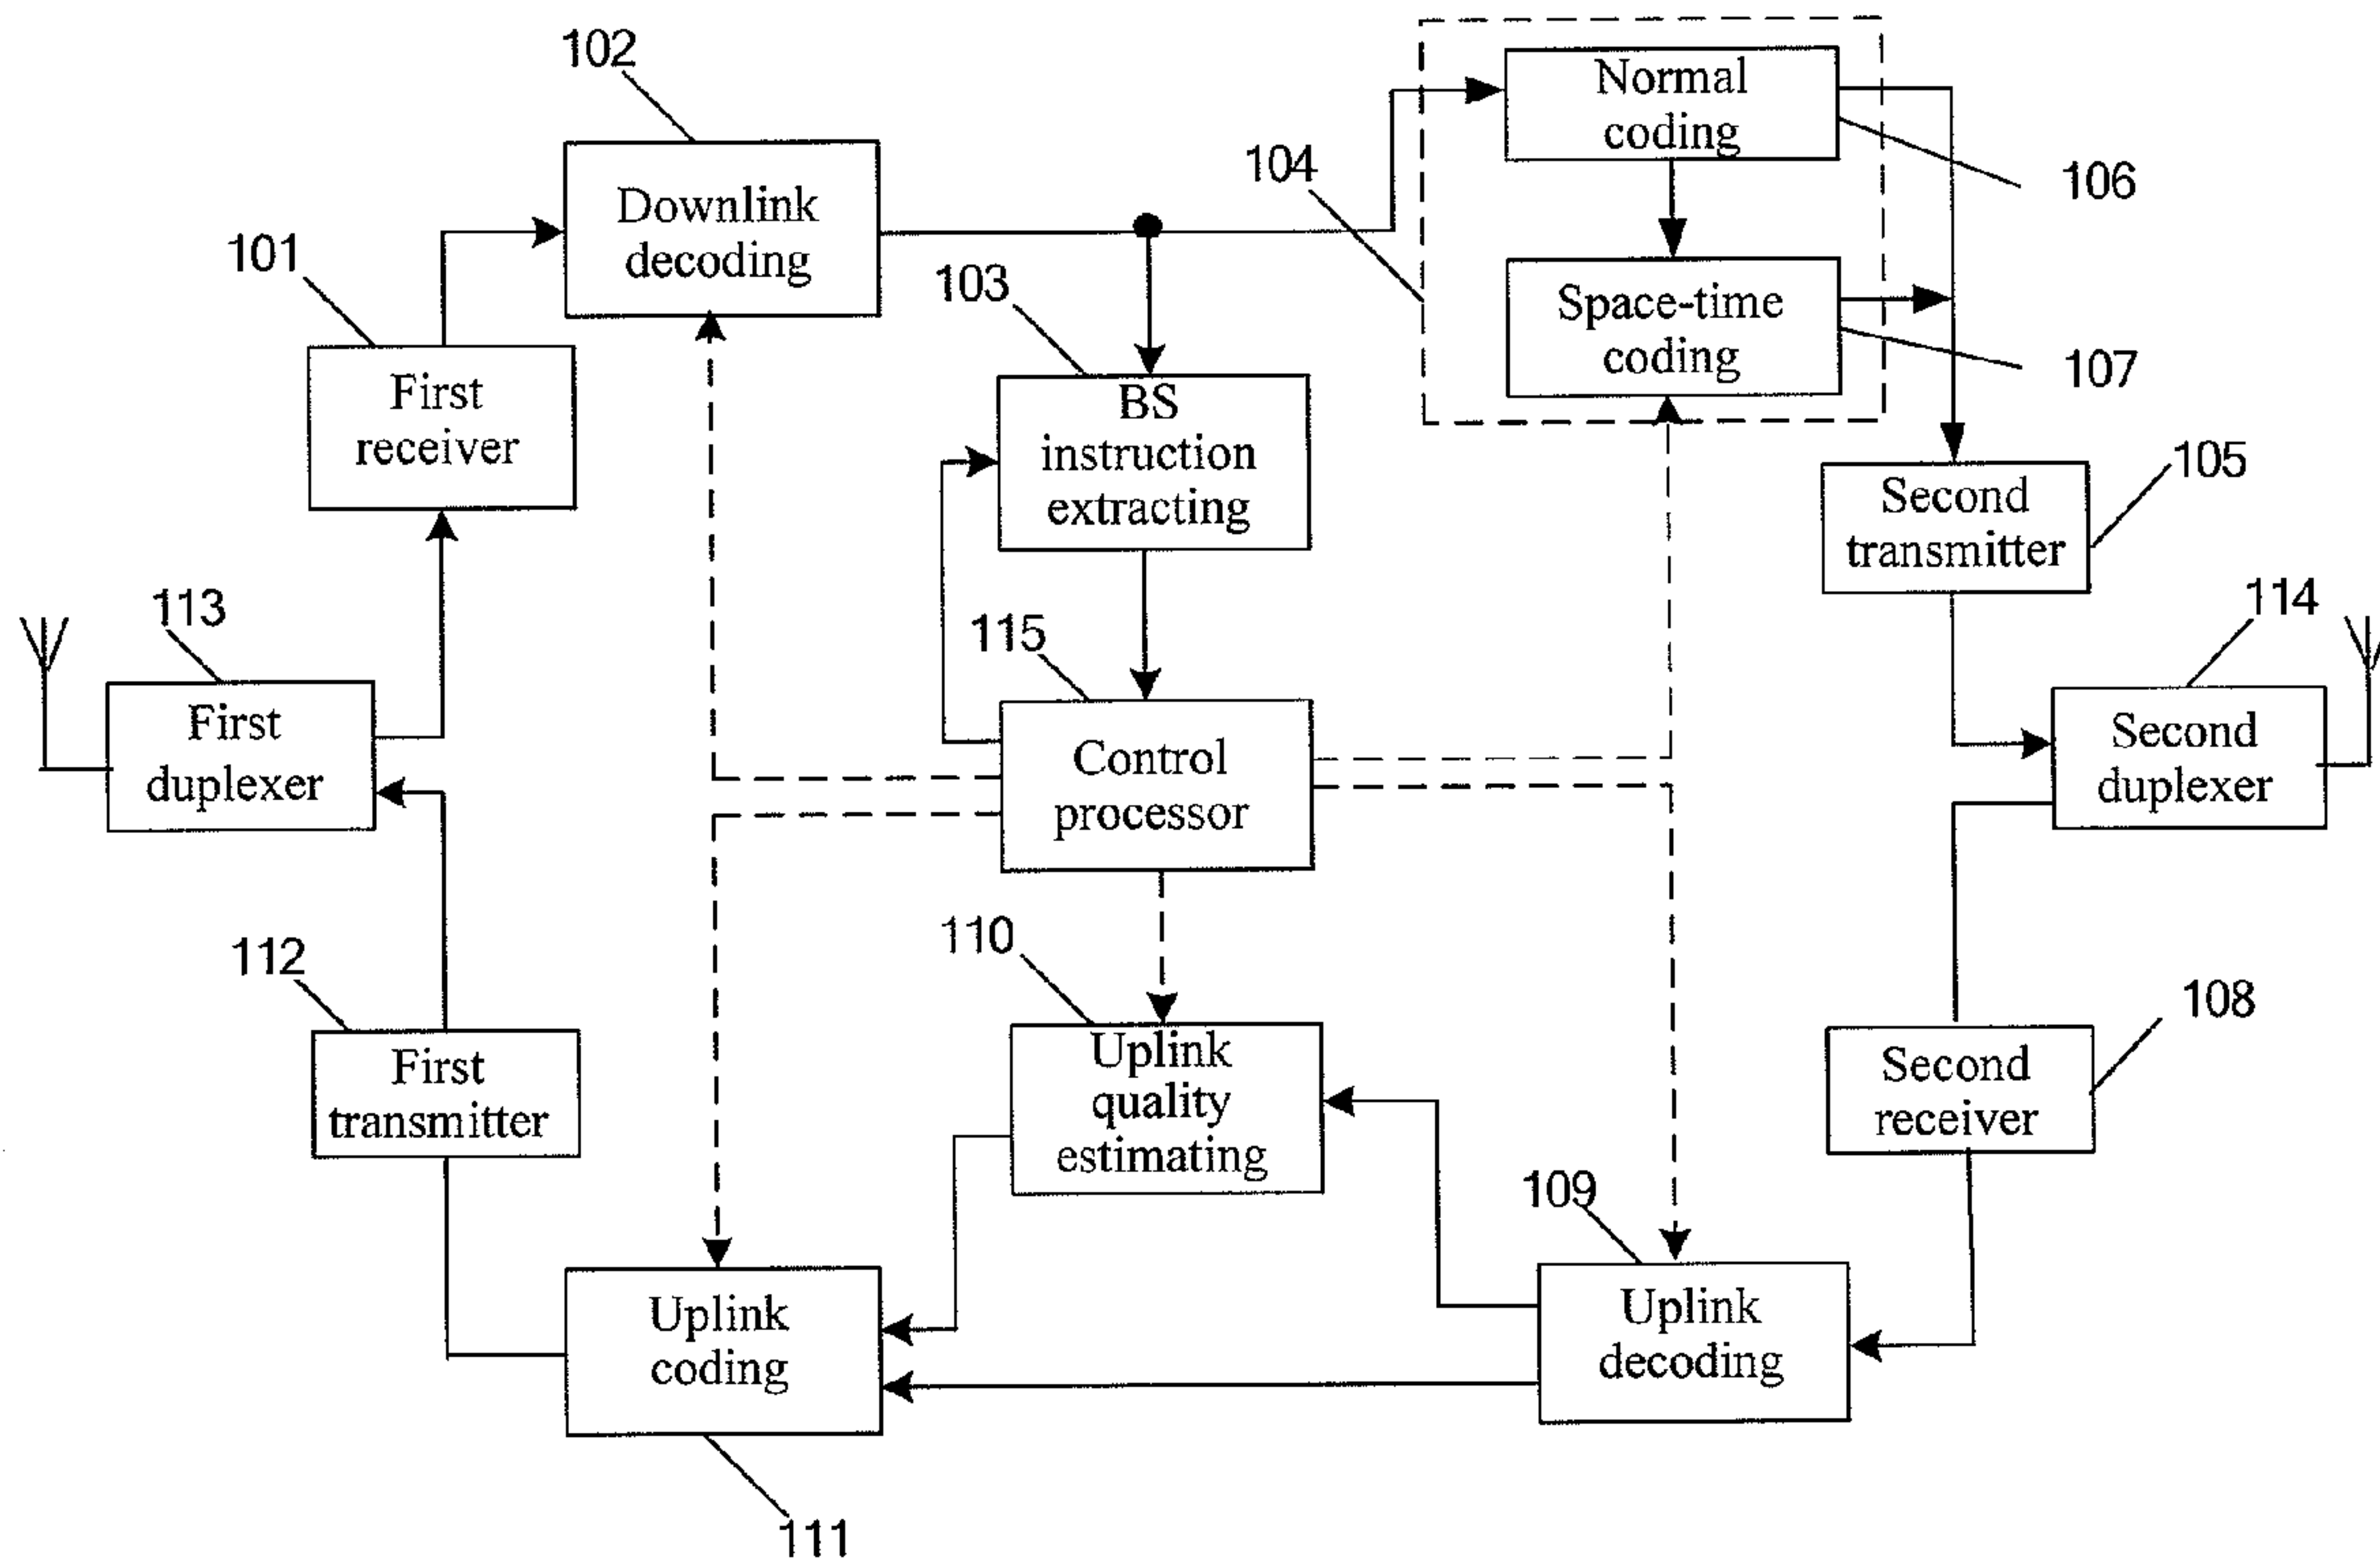 102
Normal
coding
104
106
Downlink
decoding
101
103
Space-time
coding
107
First
receiver
BS
instruction
extracting
105
Second
transmitter
113
115
114
First
duplexer
Control
processor
Second
duplexer
112
110
108
First
transmitter
Uplink
quality
estimating
Second
receiver
109
Uplink
coding
Uplink
decoding
111